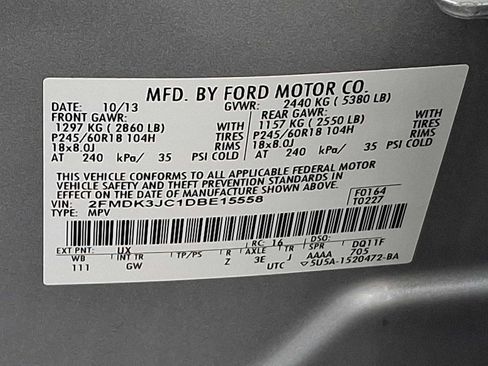 MFD. BY FORD MOTOR CO.
DATE: 10/13 GVWR: 2440 KG ( 5380 LB)
FRONT GAWR: REAR GAWR:
1297 KG ( 2860 LB) WITH 1157 KG ( 2550 LB) WITH
P245/60R18 104H TIRES P245/60R18 104H TIRES
18x8.0J RIMS 18x8.0J RIMS
AT 240 kPa/ 35 PSI COLD AT 240 kPa/ 35 PSI COLD
THIS VEHICLE CONFORMS TO ALL APPLICABLE FEDERAL MOTOR
VEHICLE SAFETY AND THEFT PREVENTION STANDARDS IN EFFECT
ON THE DATE OF MANUFACTURE SHOWN ABOVE.
VIN: 2FMDK3JC1DBE15558 F0164
TYPE: MPV T0227
EXT PNT: UX RC: 16 DSO:
WB INT TR TP/PS R AXLE TR SPR DQ11F
111 GW Z 3E J AAAA 705
UTC 5U5A-1520472-BA